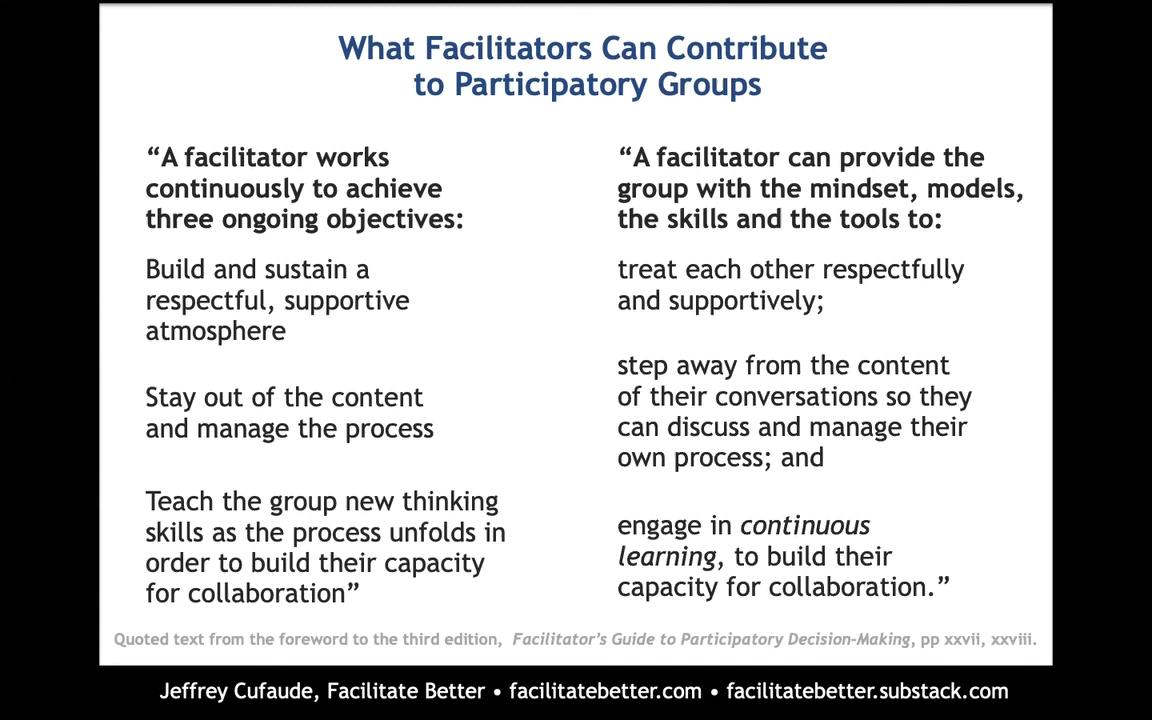 What Facilitators Can Contribute
to Participatory Groups
“A facilitator works
continuously to achieve
three ongoing objectives:
Build and sustain a
respectful, supportive
atmosphere
Stay out of the content
and manage the process
Teach the group new thinking
skills as the process unfolds in
order to build their capacity
for collaboration”
“A facilitator can provide the
group with the mindset, models,
the skills and the tools to:
treat each other respectfully
and supportively;
step away from the content
of their conversations so they
can discuss and manage their
own process; and
engage in continuous
learning, to build their
capacity for collaboration.”
Quoted text from the foreword to the third edition, Facilitator’s Guide to Participatory Decision-Making, pp xxvii, xxviii.
Jeffrey Cufaude, Facilitate Better • facilitatebetter.com • facilitatebetter.substack.com